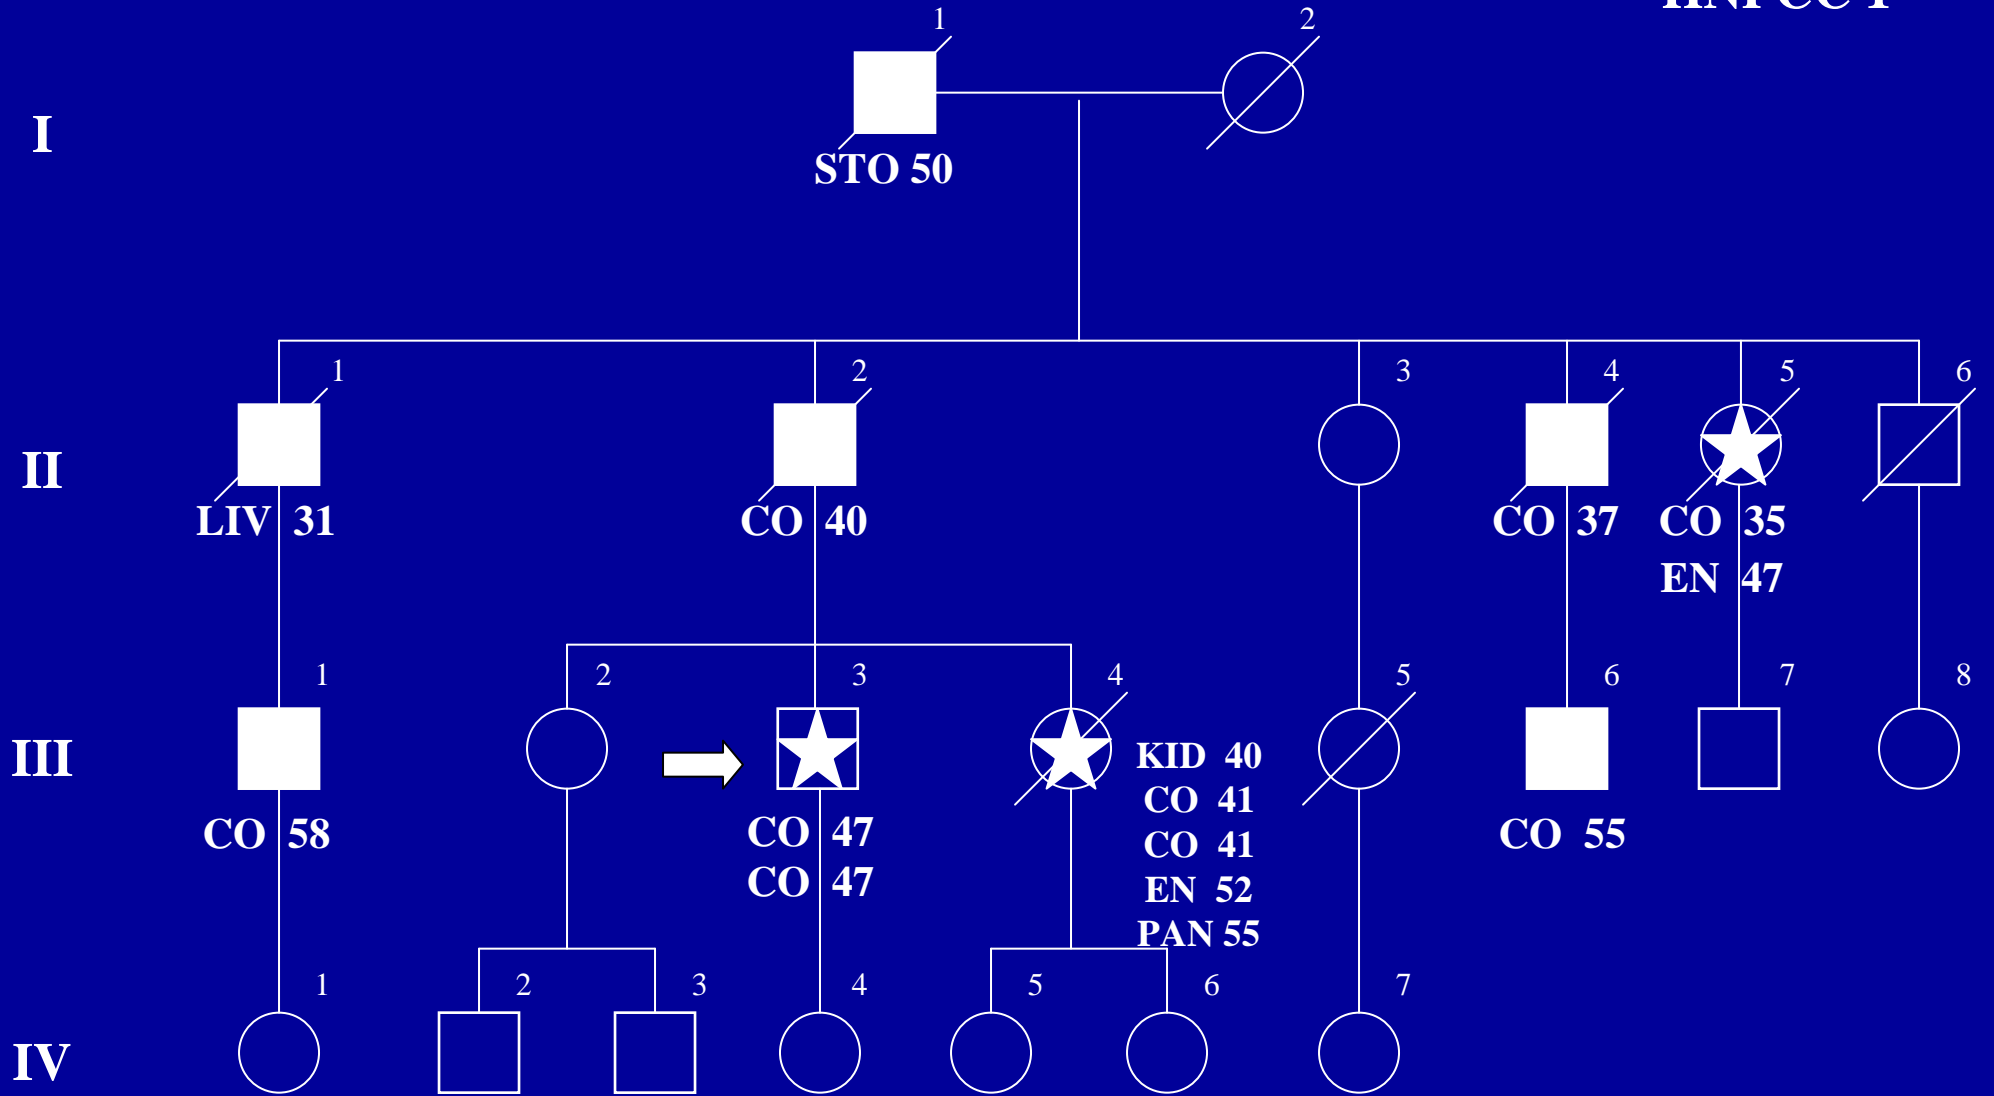 1 2
I
STO 50
1 2 3 4 5 6
II
LIV 31 CO 40 CO 37 CO 35
EN 47
1 2 3 4 5 6 7 8
III
KID 40
CO 41
CO 41
EN 52
PAN 55
CO 58 CO 47 CO 55
CO 47
1 2 3 4 5 6 7
IV